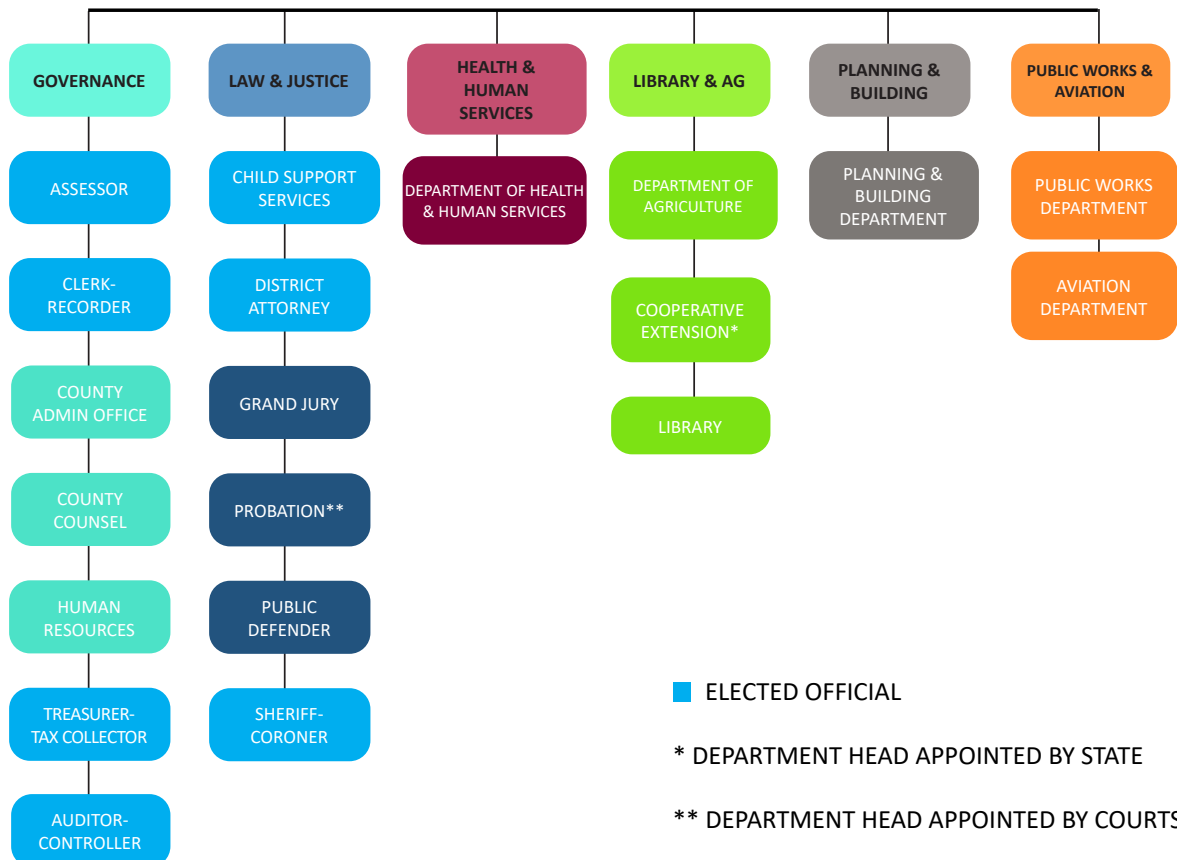 GOVERNANCE
ASSESSOR
CLERK-
RECORDER
COUNTY
ADMIN OFFICE
COUNTY
COUNSEL
HUMAN
RESOURCES
TREASURER-
TAX COLLECTOR
AUDITOR-
CONTROLLER
LAW & JUSTICE
CHILD SUPPORT
SERVICES
DISTRICT
ATTORNEY
GRAND JURY
PROBATION**
PUBLIC
DEFENDER
SHERIFF-
CORONER
HEALTH &
HUMAN
SERVICES
DEPARTMENT OF HEALTH
& HUMAN SERVICES
LIBRARY & AG
DEPARTMENT OF
AGRICULTURE
COOPERATIVE
EXTENSION*
LIBRARY
PLANNING &
BUILDING
PLANNING &
BUILDING
DEPARTMENT
PUBLIC WORKS &
AVIATION
PUBLIC WORKS
DEPARTMENT
AVIATION
DEPARTMENT
ELECTED OFFICIAL
* DEPARTMENT HEAD APPOINTED BY STATE
** DEPARTMENT HEAD APPOINTED BY COURTS